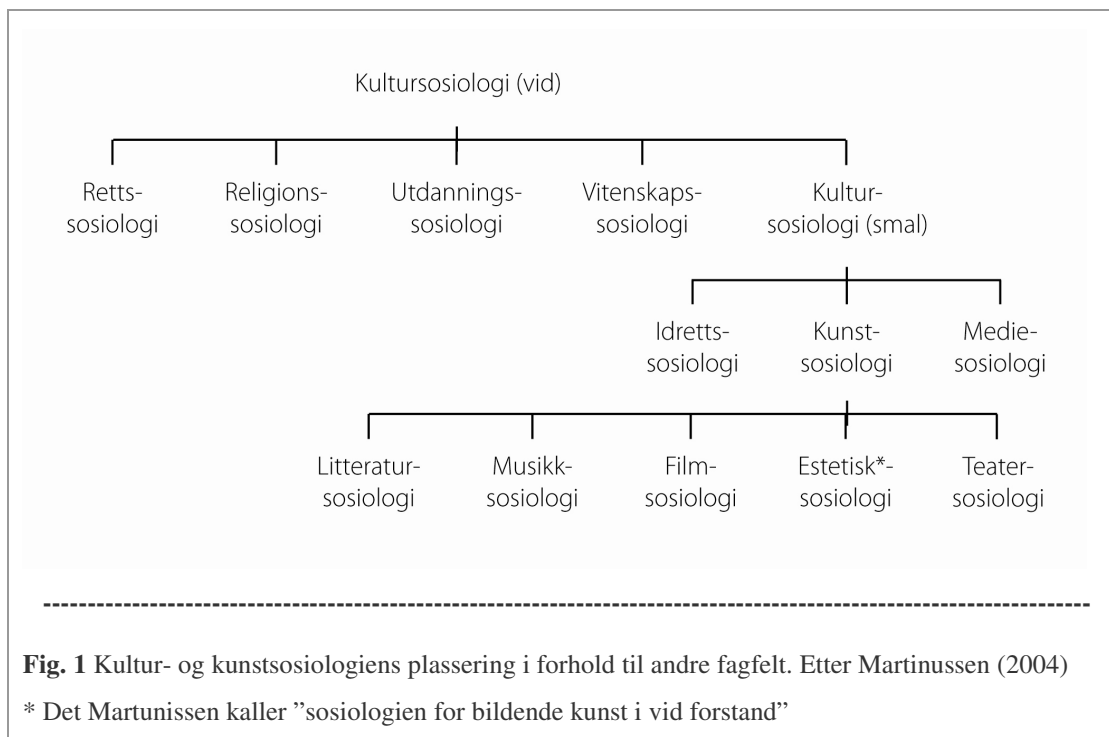 Kultursosiologi (vid)
Retts-
sosiologi
Religions-
sosiologi
Utdannings-
sosiologi
Vitenskaps-
sosiologi
Kultur-
sosiologi (smal)
Idretts-
sosiologi
Kunst-
sosiologi
Medie-
sosiologi
Litteratur-
sosiologi
Musikk-
sosiologi
Film-
sosiologi
Estetisk*-
sosiologi
Teater-
sosiologi
Fig. 1 Kultur- og kunstsosiologiens plassering i forhold til andre fagfelt. Etter Martinussen (2004)
* Det Martunissen kaller ”sosiologien for bildende kunst i vid forstand”